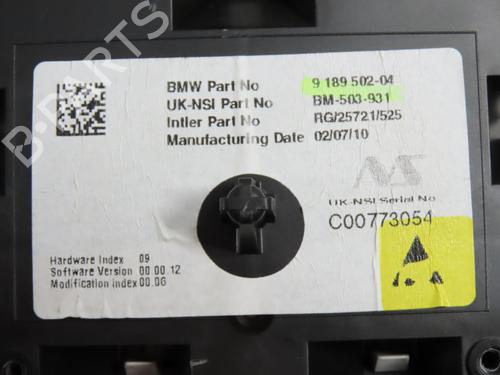 BMW Part No 9 189 502-04
UK-NSI Part No BM-503-931
Intler Part No RG/25721/525
Manufacturing Date 02/07/10
NS
UK-NSI Serial No
C00773054
Hardware Index 09
Software Version 00.00.12
Modification index 00.06
B-PARTS